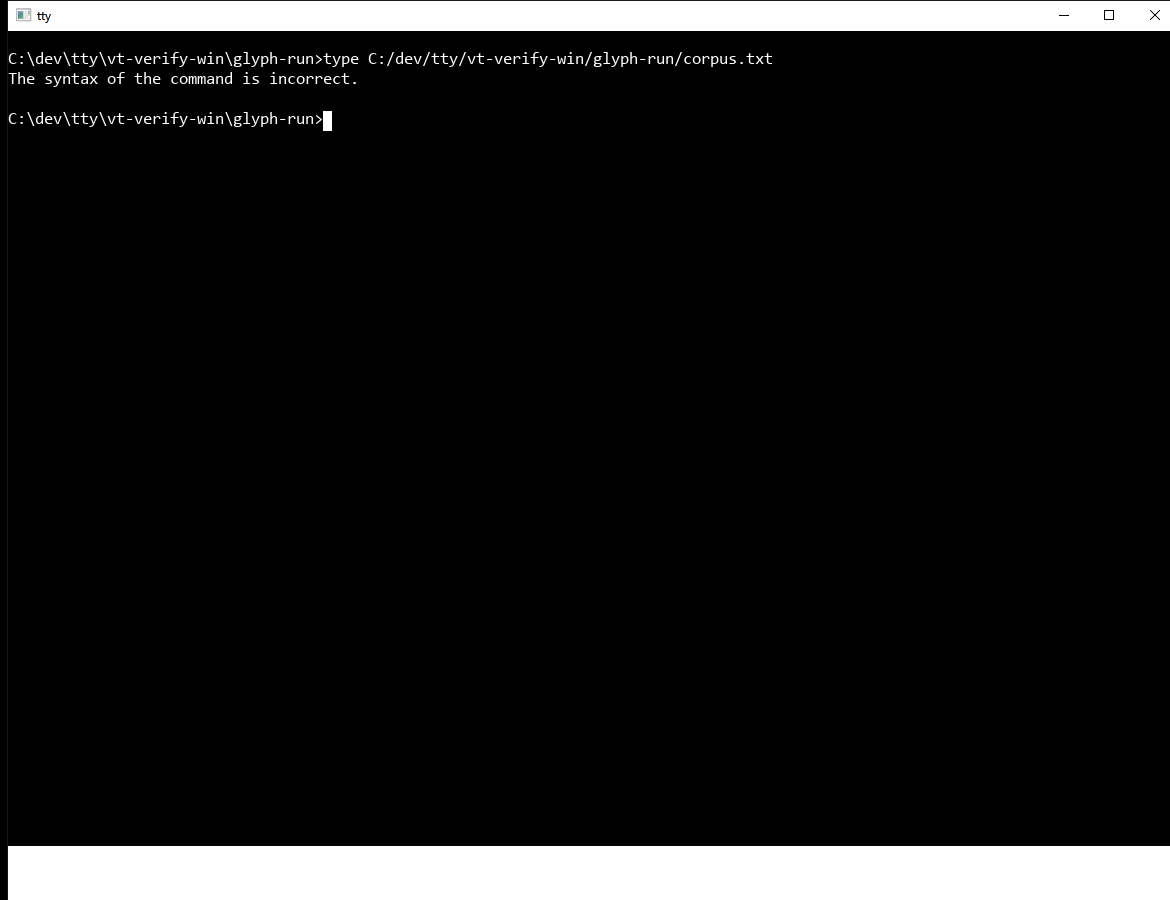 tty
C:\dev\tty\vt-verify-win\glyph-run>type C:/dev/tty/vt-verify-win/glyph-run/corpus.txt
The syntax of the command is incorrect.
C:\dev\tty\vt-verify-win\glyph-run>